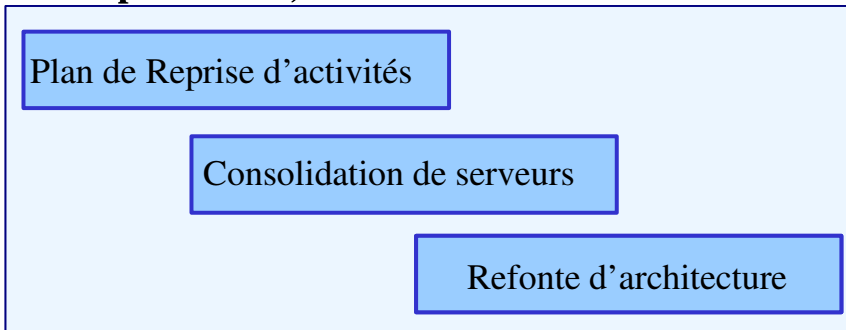 Plan de Reprise d’activités
Consolidation de serveurs
Refonte d’architecture